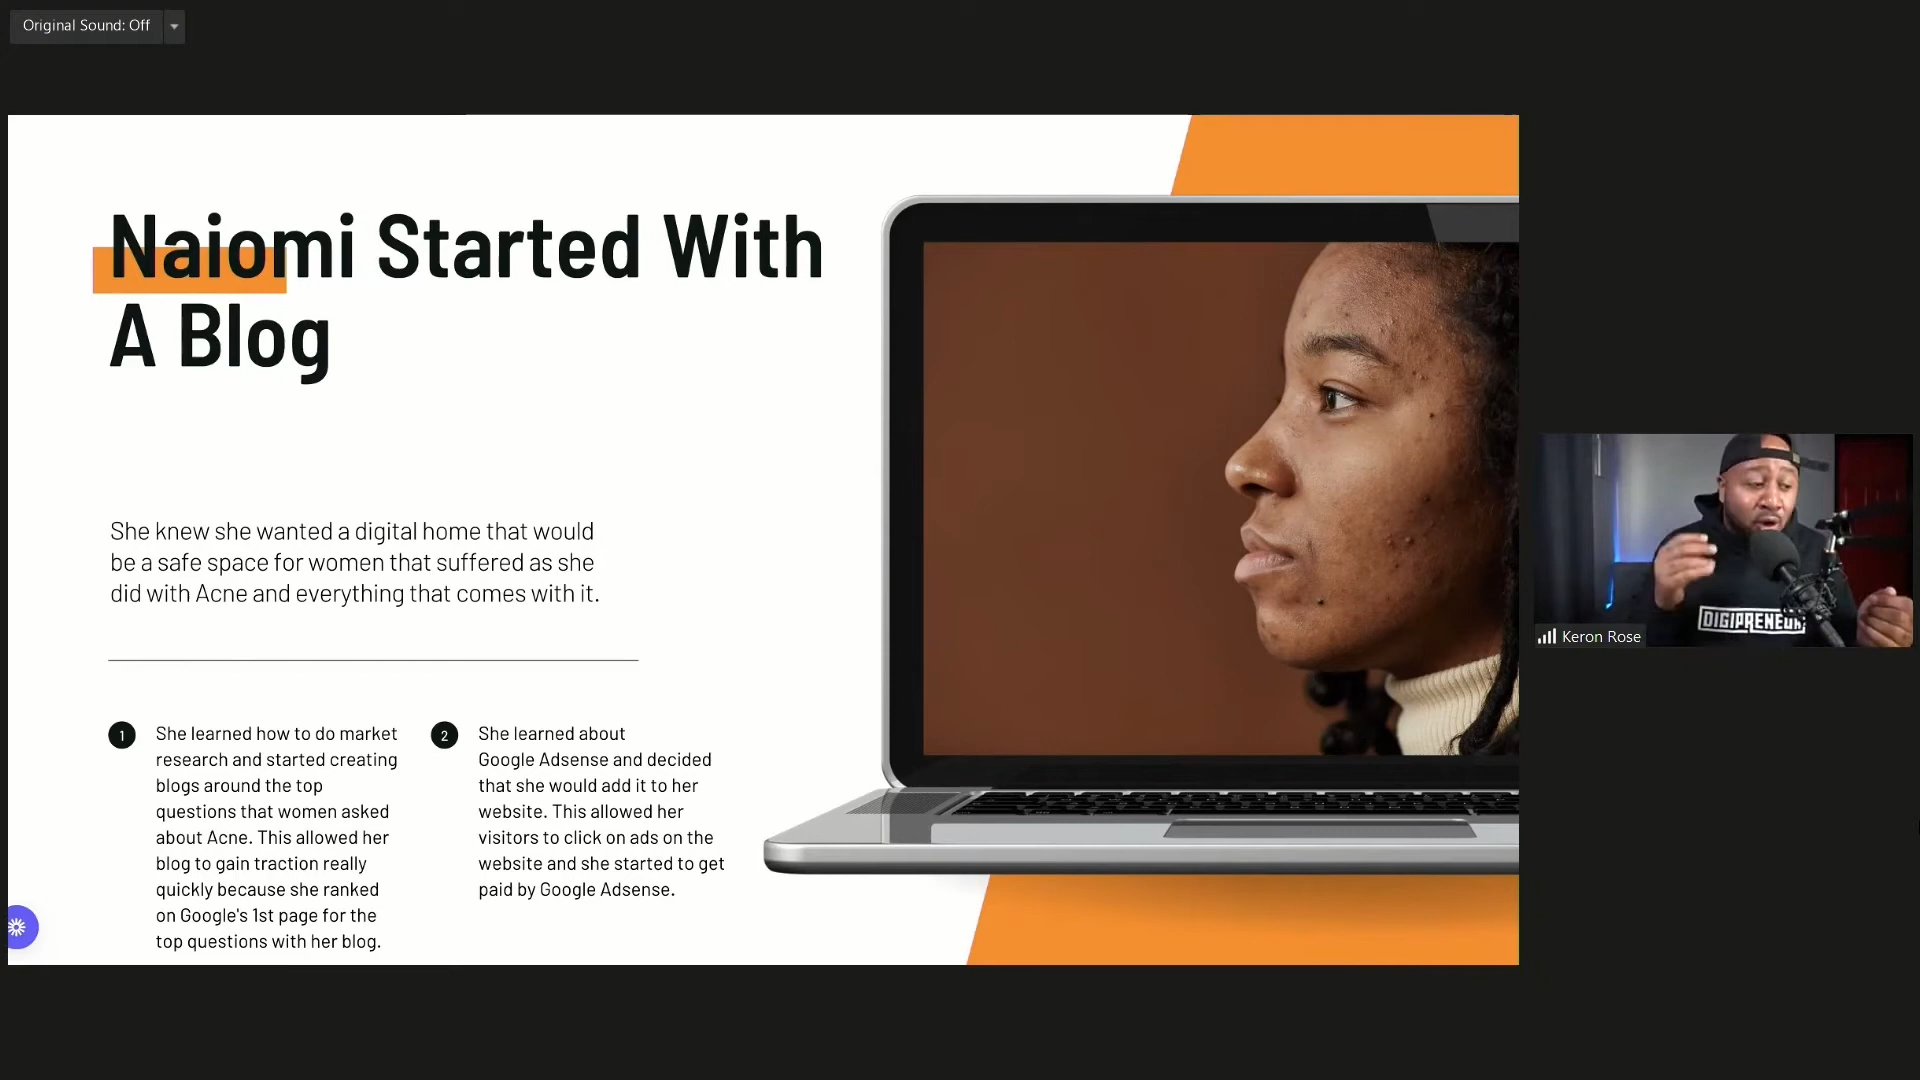 Original Sound: Off
Naiomi Started With
A Blog
She knew she wanted a digital home that would
be a safe space for women that suffered as she
did with Acne and everything that comes with it.
1
She learned how to do market
research and started creating
blogs around the top
questions that women asked
about Acne. This allowed her
blog to gain traction really
quickly because she ranked
on Google's 1st page for the
top questions with her blog.
2
She learned about
Google Adsense and decided
that she would add it to her
website. This allowed her
visitors to click on ads on the
website and she started to get
paid by Google Adsense.
DIGIPRENEUR
Keron Rose